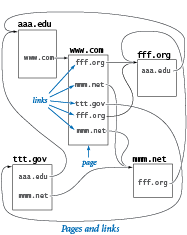 aaa.edu
www.com
www.com
fff.org
mmm.net
ttt.gov
fff.org
mmm.net
fff.org
aaa.edu
links
page
ttt.gov
aaa.edu
mmm.net
mmm.net
fff.org
Pages and links